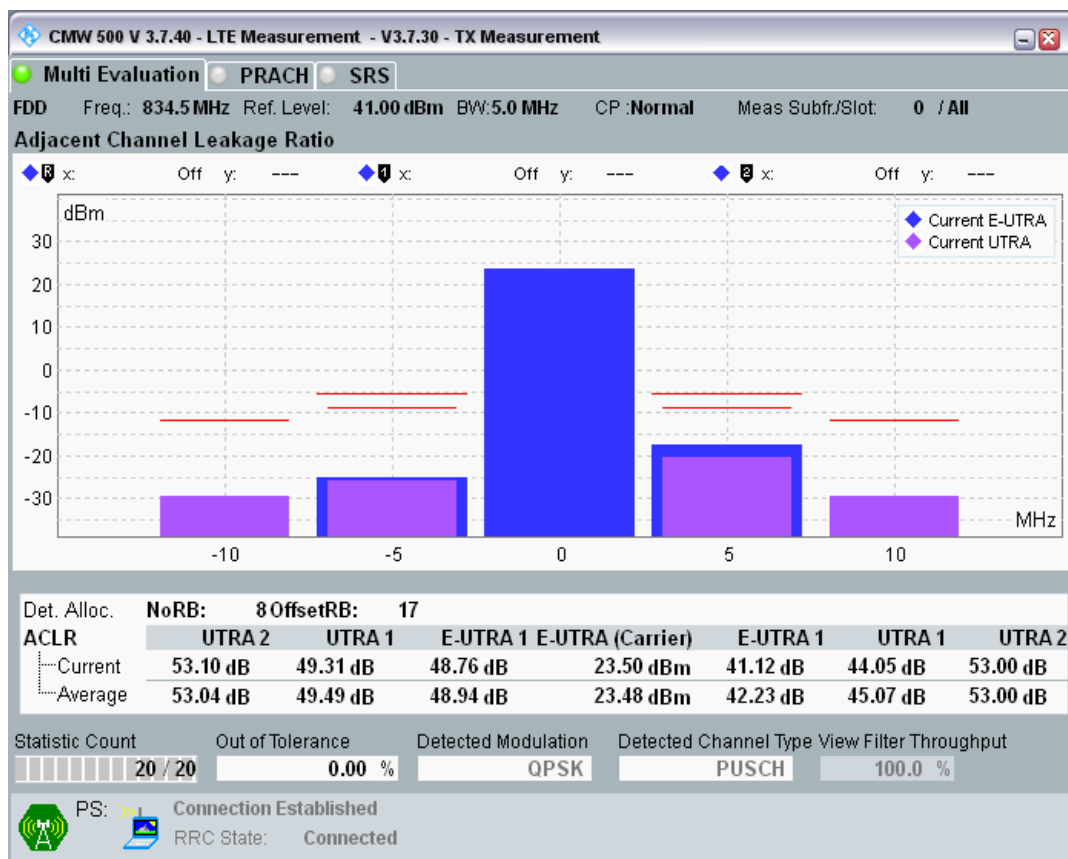 CMW 500 V 3.7.40 - LTE Measurement - V3.7.30 - TX Measurement
Multi Evaluation PRACH SRS
FDD Freq.: 834.5 MHz Ref. Level: 41.00 dBm BW:5.0 MHz CP :Normal Meas Subfr./Slot: 0 / All
Adjacent Channel Leakage Ratio
R x: Off y: --- 1 x: Off y: --- 2 x: Off y: ---
dBm
Current E-UTRA
Current UTRA
30
20
10
0
-10
-20
-30
MHz
-10 -5 0 5 10
Det. Alloc. NoRB: 8 OffsetRB: 17
ACLR UTRA 2 UTRA 1 E-UTRA 1 E-UTRA (Carrier) E-UTRA 1 UTRA 1 UTRA 2
Current 53.10 dB 49.31 dB 48.76 dB 23.50 dBm 41.12 dB 44.05 dB 53.00 dB
Average 53.04 dB 49.49 dB 48.94 dB 23.48 dBm 42.23 dB 45.07 dB 53.00 dB
Statistic Count Out of Tolerance Detected Modulation Detected Channel Type View Filter Throughput
20 / 20 0.00 % QPSK PUSCH 100.0 %
PS: Connection Established
RRC State: Connected